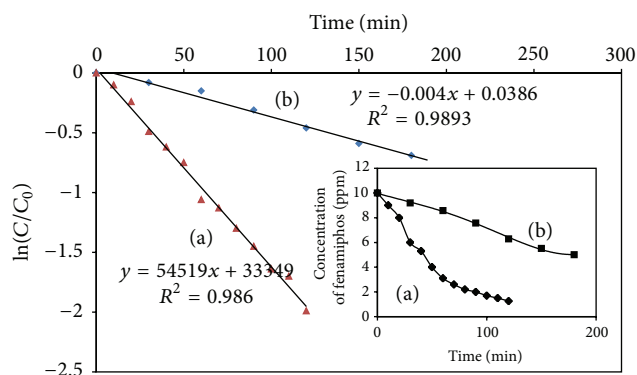 Time (min)
0 50 100 150 200 250 300
0
−0.5
−1
−1.5
−2
−2.5
ln(C/C0)
(b)
y = −0.004x + 0.0386
R² = 0.9893
(a)
y = 54519x + 33349
R² = 0.986
Concentration
of fenamiphos (ppm)
12
10
8
6
4
2
0
(b)
(a)
0 100 200
Time (min)